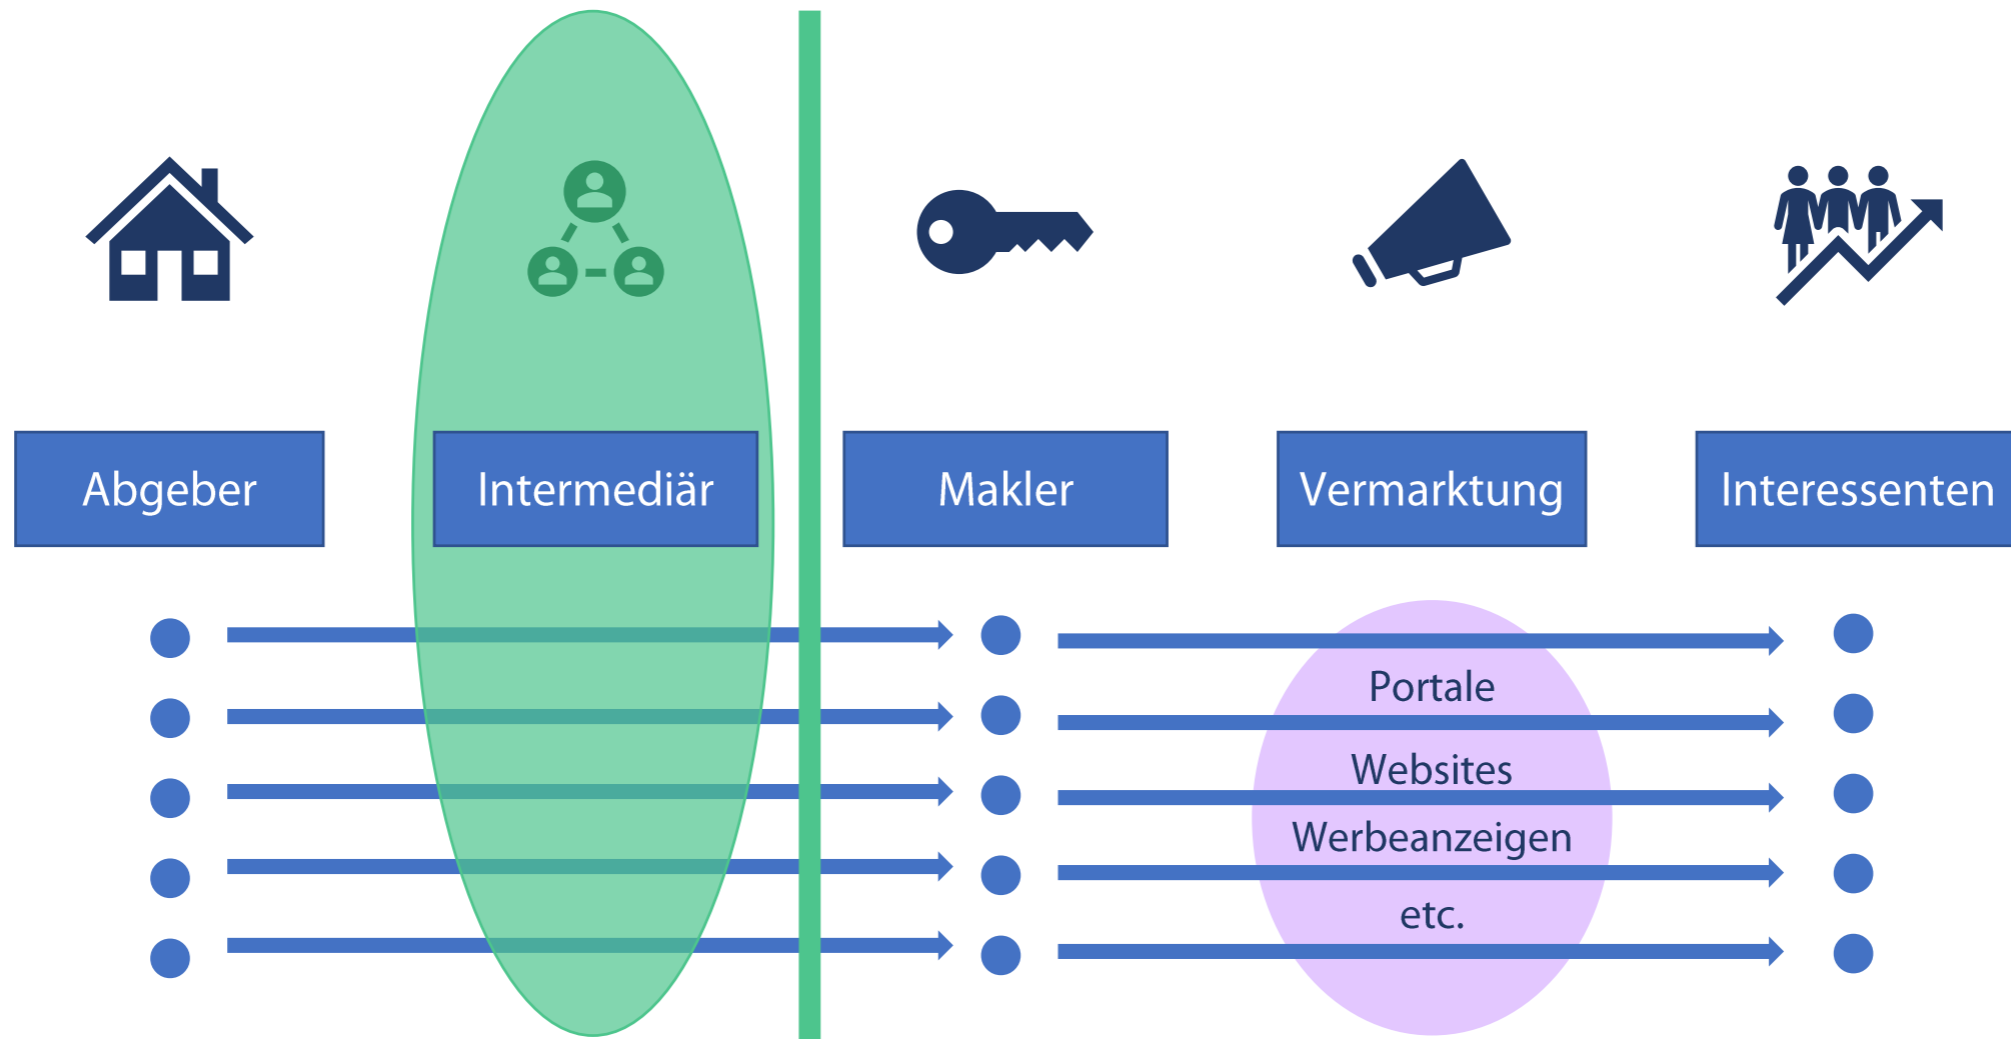 Abgeber
Intermediär
Makler
Vermarktung
Interessenten
Portale
Websites
Werbeanzeigen
etc.